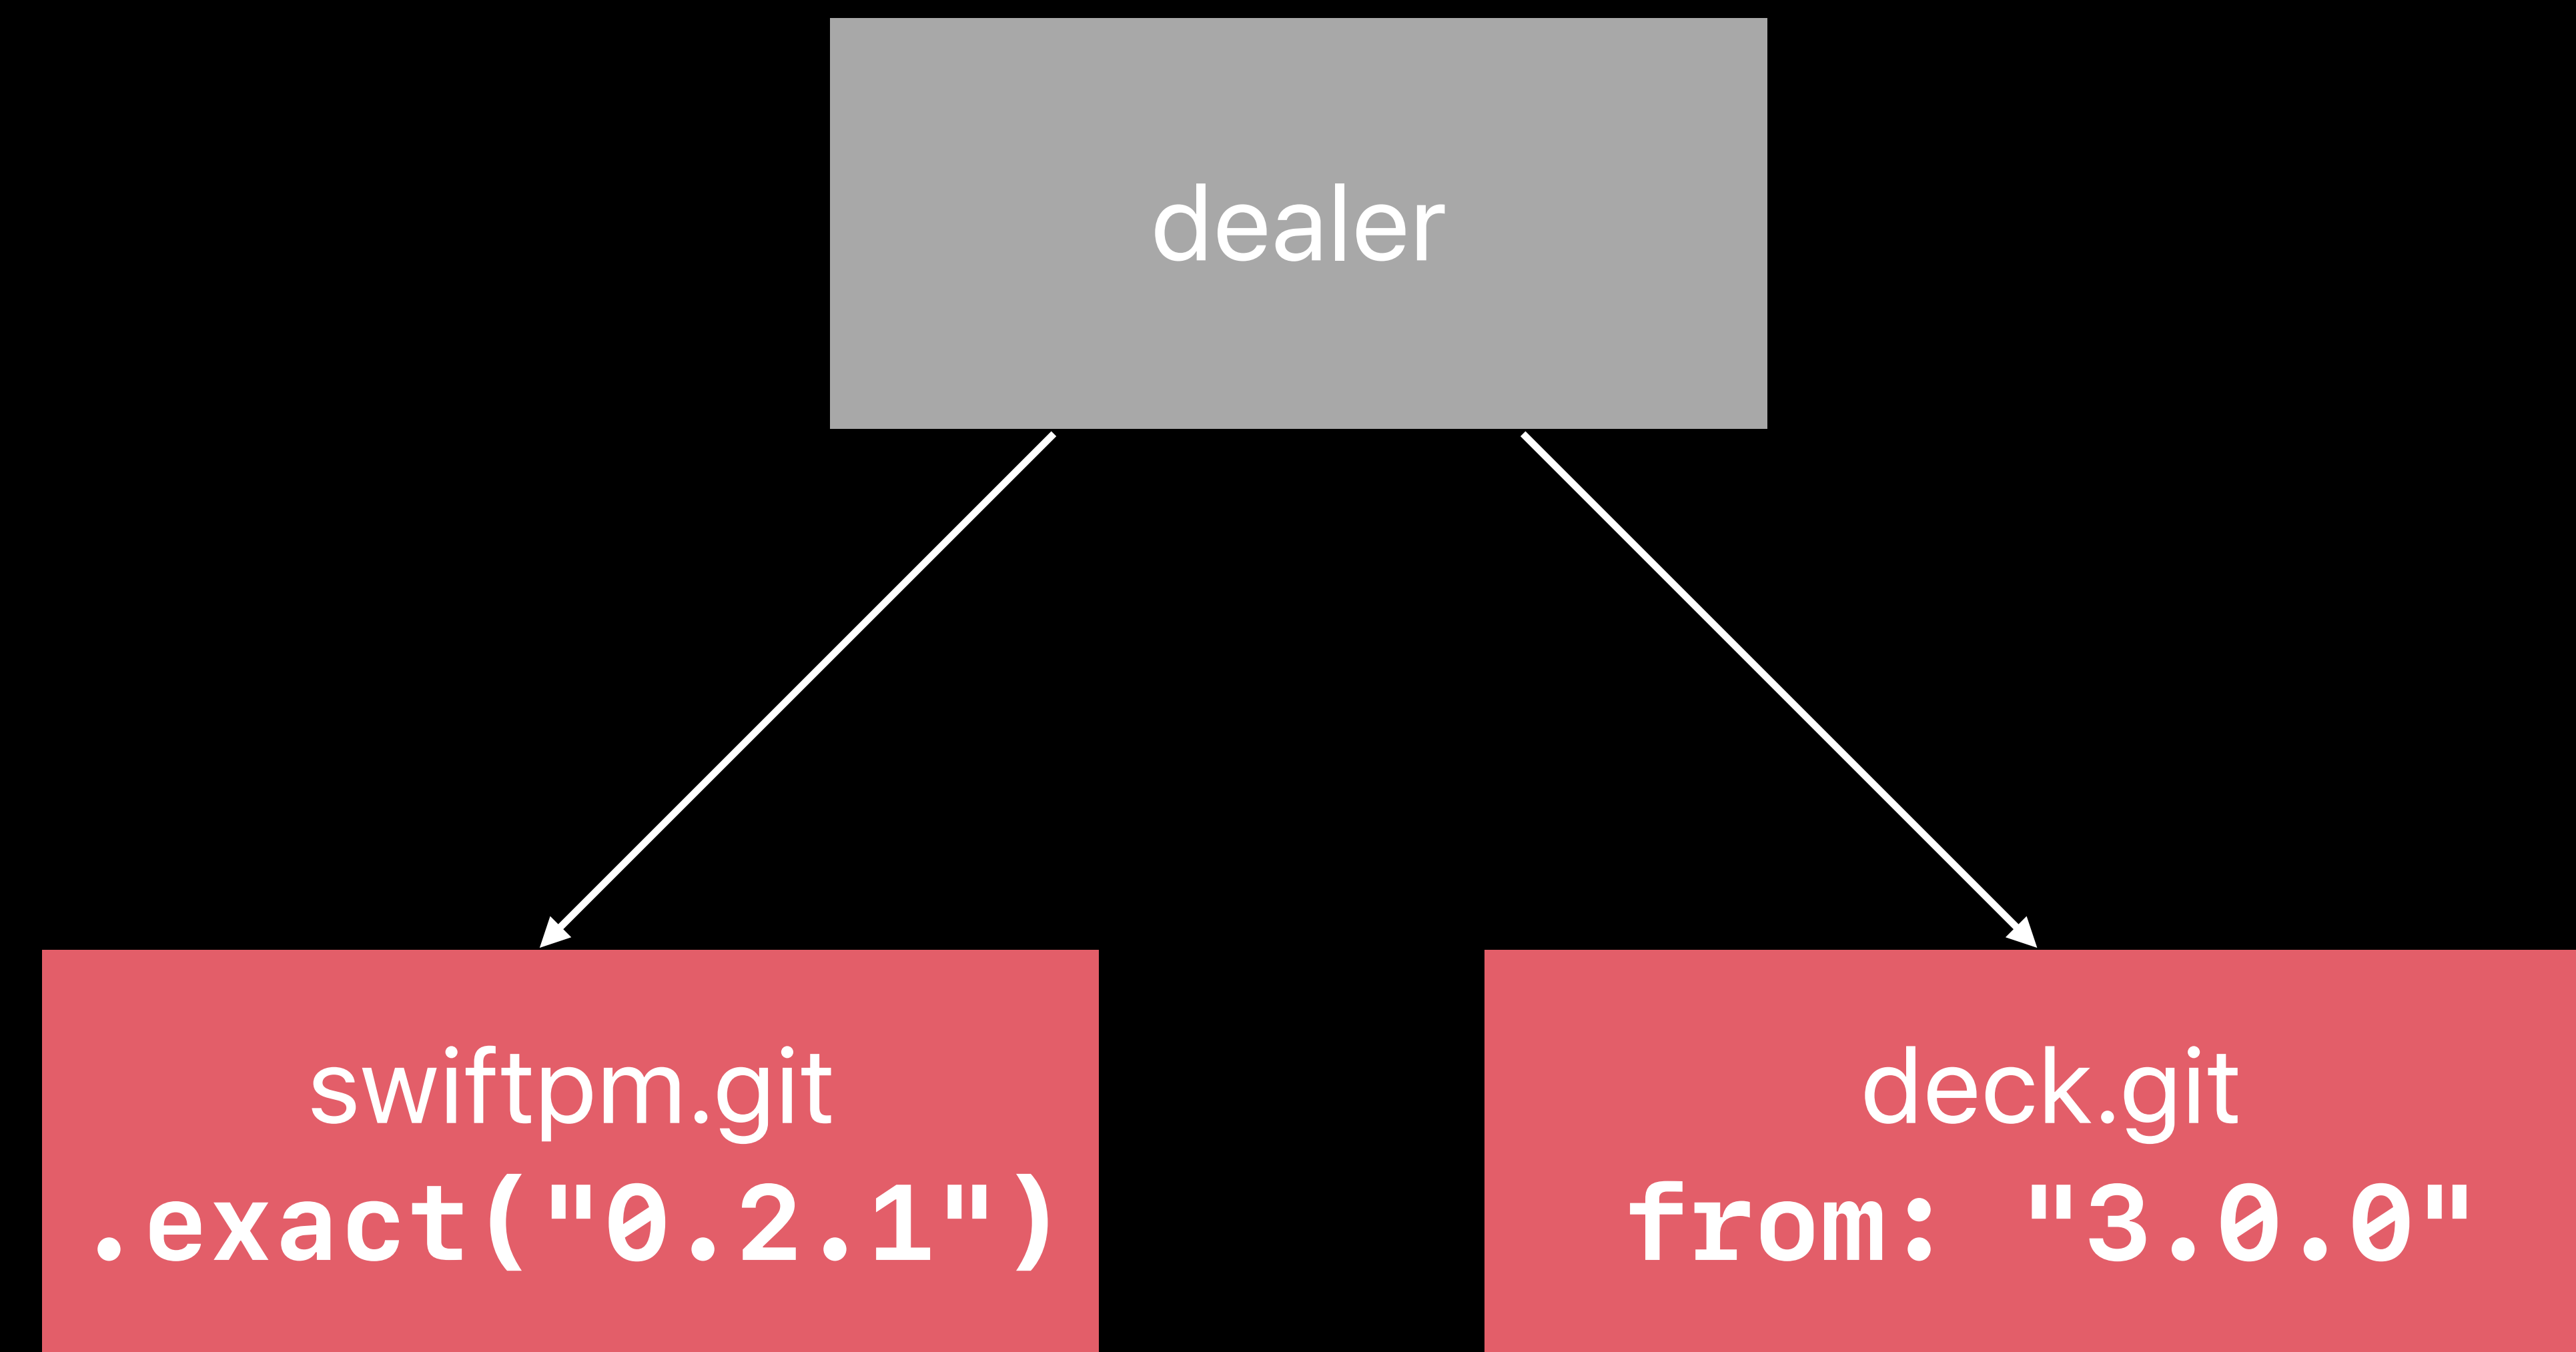 dealer
swiftpm.git
.exact("0.2.1")
deck.git
from: "3.0.0"